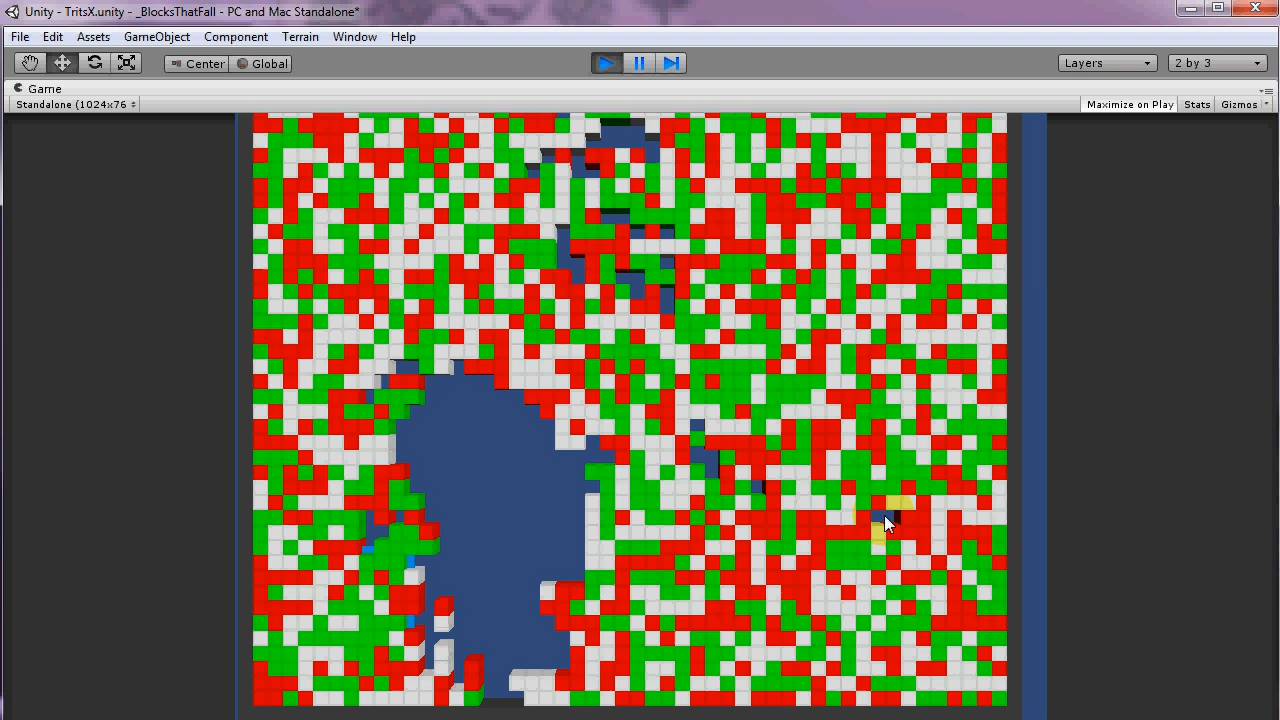 Unity - TritsX.unity - _BlocksThatFall - PC and Mac Standalone*
File Edit Assets GameObject Component Terrain Window Help
Center Global Layers 2 by 3
Game
Standalone (1024x76 Maximize on Play Stats Gizmos